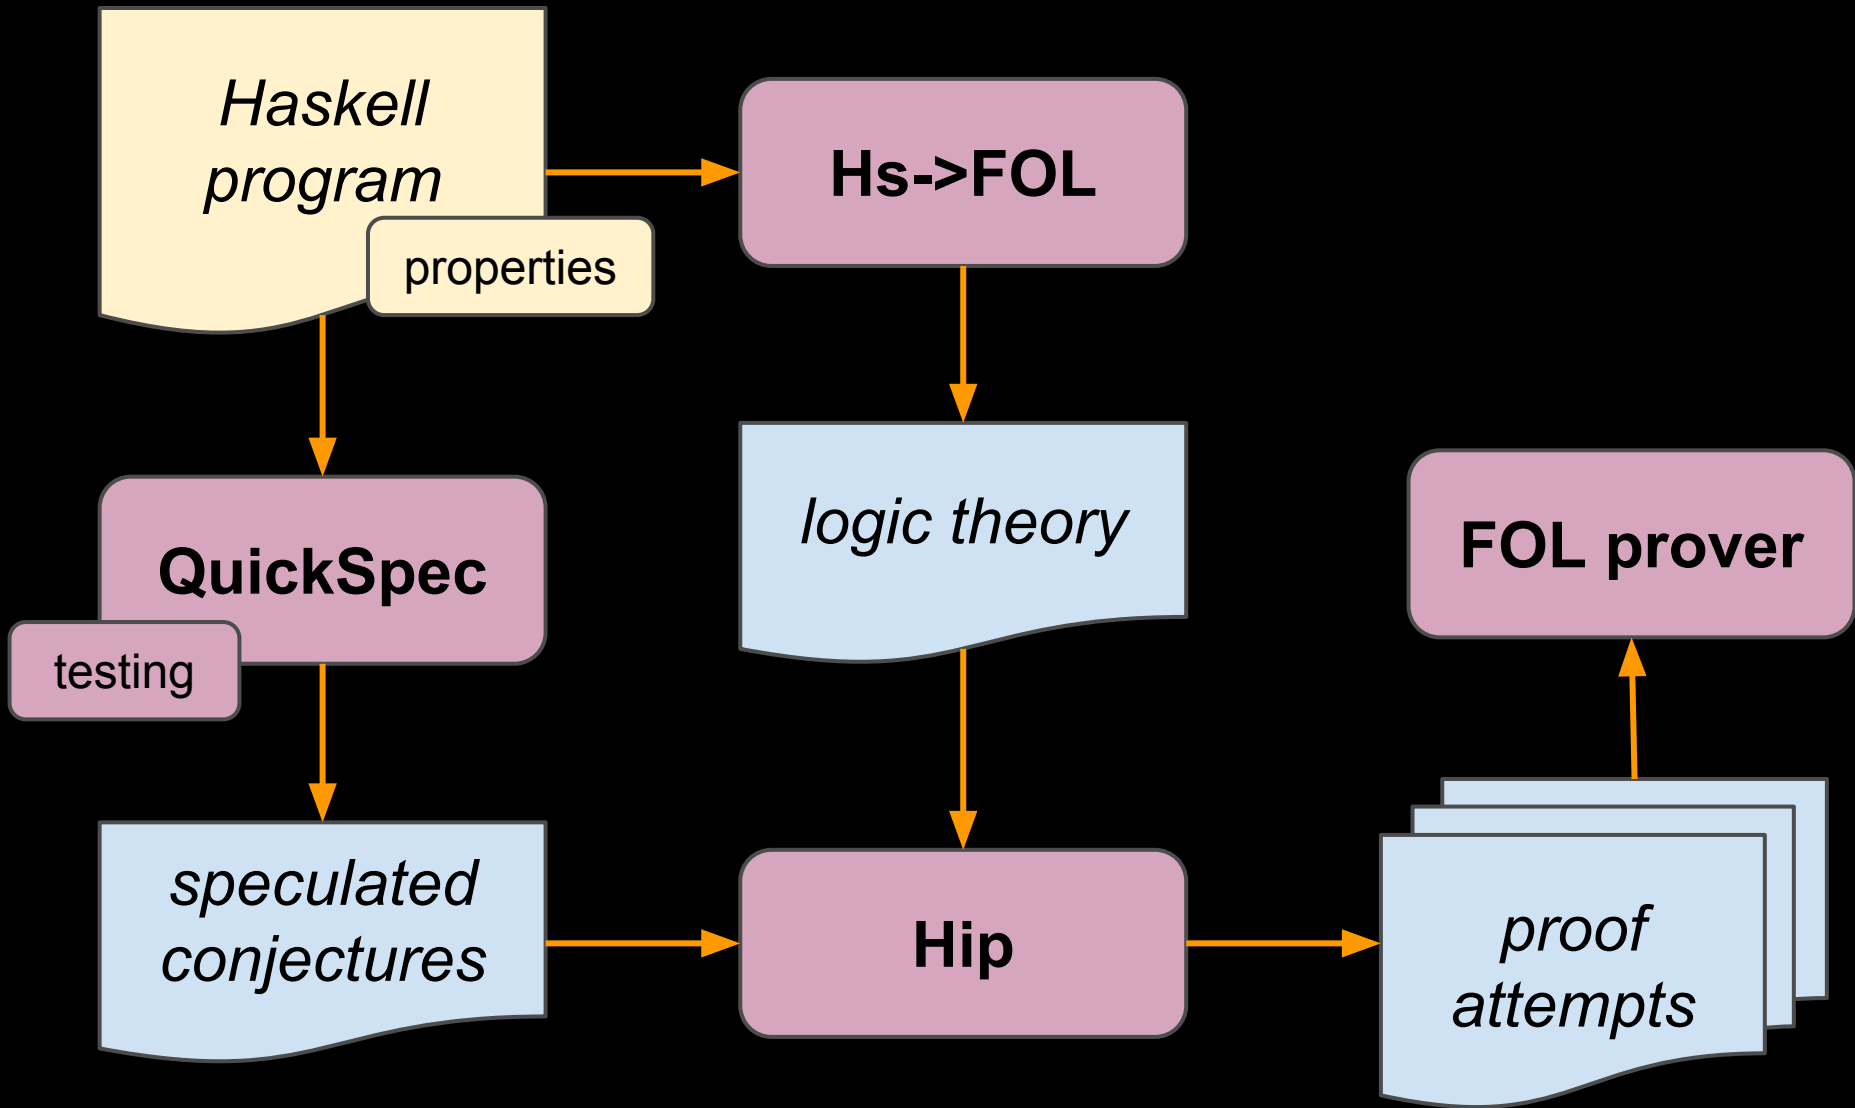 Haskell
program
properties
Hs->FOL
QuickSpec
testing
logic theory
FOL prover
speculated
conjectures
Hip
proof
attempts